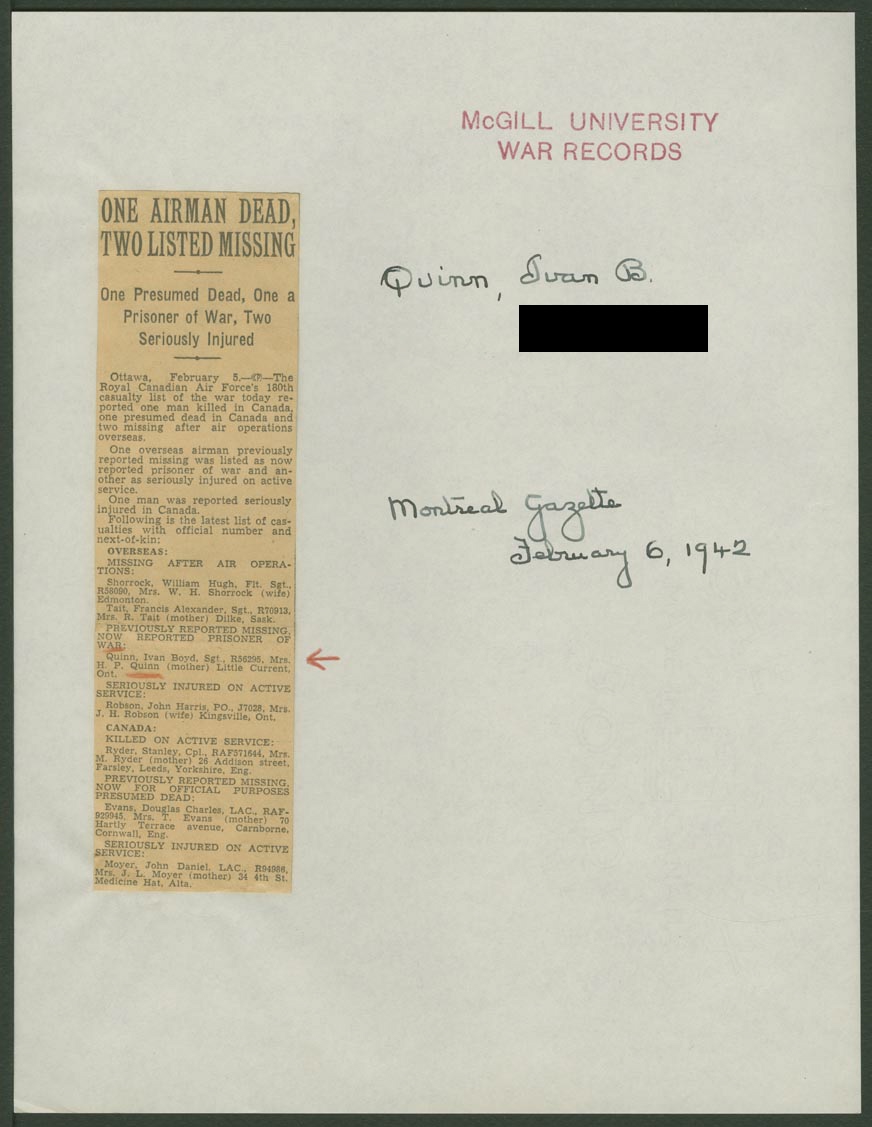 McGILL UNIVERSITY
WAR RECORDS
ONE AIRMAN DEAD,
TWO LISTED MISSING
One Presumed Dead, One a
Prisoner of War, Two
Seriously Injured
Ottawa, February 5.—(CP)—The
Royal Canadian Air Force's 180th
casualty list of the war today re-
ported one man killed in Canada,
one presumed dead in Canada and
two missing after air operations
overseas.
One overseas airman previously
reported missing was listed as now
reported prisoner of war and an-
other as seriously injured on active
service.
One man was reported seriously
injured in Canada.
Following is the latest list of cas-
ualties with official number and
next-of-kin:
OVERSEAS:
MISSING AFTER AIR OPERA-
TIONS:
Shorrock, William Hugh, Flt. Sgt.,
R58090, Mrs. W. H. Shorrock (wife)
Edmonton.
Tait, Francis Alexander, Sgt., R70913,
Mrs. R. Tait (mother) Dilke, Sask.
PREVIOUSLY REPORTED MISSING,
NOW REPORTED PRISONER OF
WAR:
Quinn, Ivan Boyd, Sgt., R56295, Mrs.
H. P. Quinn (mother) Little Current,
Ont.
SERIOUSLY INJURED ON ACTIVE
SERVICE:
Robson, John Harris, PO., J7028, Mrs.
J. H. Robson (wife) Kingsville, Ont.
CANADA:
KILLED ON ACTIVE SERVICE:
Ryder, Stanley, Cpl., RAF571644, Mrs.
M. Ryder (mother) 26 Addison street,
Farsley, Leeds, Yorkshire, Eng.
PREVIOUSLY REPORTED MISSING,
NOW FOR OFFICIAL PURPOSES
PRESUMED DEAD:
Evans, Douglas Charles, LAC., RAF-
929945, Mrs. T. Evans (mother) 70
Hartly Terrace avenue, Carnborne,
Cornwall, Eng.
SERIOUSLY INJURED ON ACTIVE
SERVICE:
Moyer, John Daniel, LAC., R94986,
Mrs. J. L. Moyer (mother) 34 4th St.
Medicine Hat, Alta.
Quinn, Ivan B.
Montreal Gazette
February 6, 1942